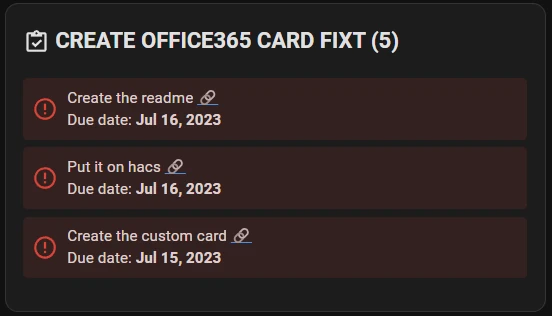 CREATE OFFICE365 CARD FIXT (5)
Create the readme
Due date: Jul 16, 2023
Put it on hacs
Due date: Jul 16, 2023
Create the custom card
Due date: Jul 15, 2023